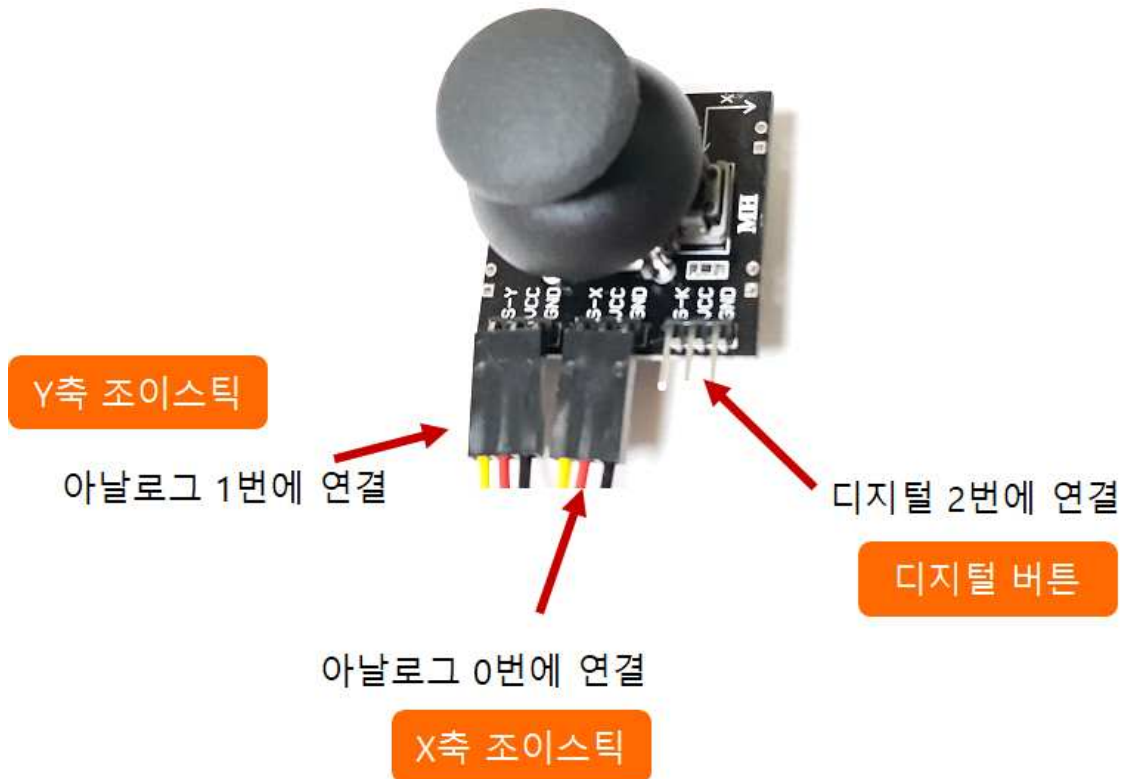 X
MH
S-Y
VCC
GND
S-X
VCC
GND
S-K
VCC
GND
Y축 조이스틱
아날로그 1번에 연결
디지털 2번에 연결
디지털 버튼
아날로그 0번에 연결
X축 조이스틱